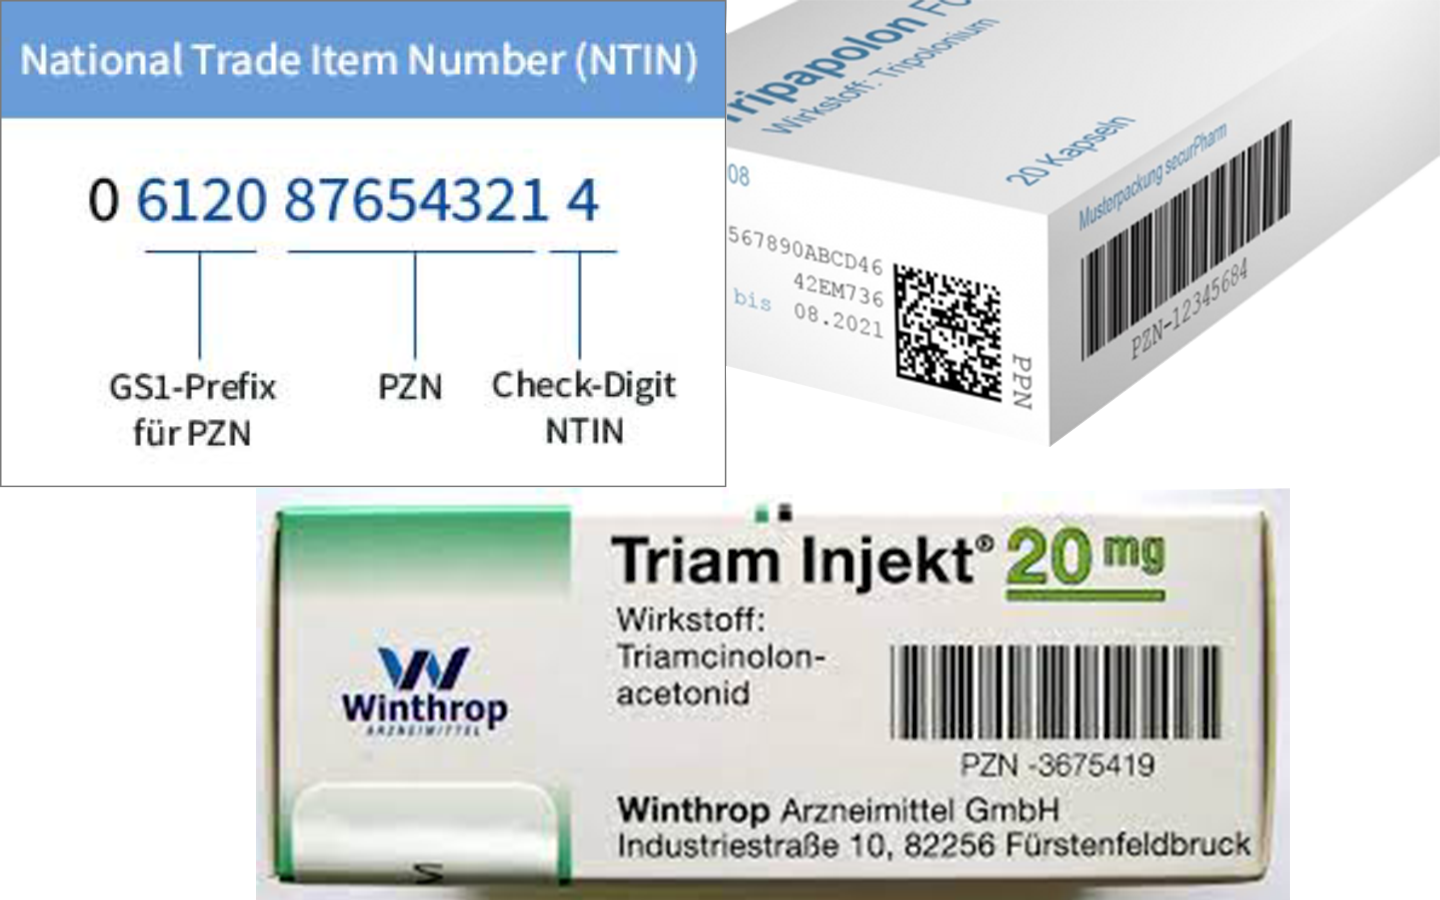 National Trade Item Number (NTIN)
0 6120 87654321 4
GS1-Prefix
für PZN
PZN
Check-Digit
NTIN
Tripapolon
Wirkstoff: Tripolonium
20 Kapseln
08
567890ABCD46
42EM736
bis 08.2021
PPN
Musterpackung securPharm
PZN-12345684
Triam Injekt® 20 mg
Wirkstoff:
Triamcinolon-
acetonid
Winthrop
ARZNEIMITTEL
PZN -3675419
Winthrop Arzneimittel GmbH
Industriestraße 10, 82256 Fürstenfeldbruck